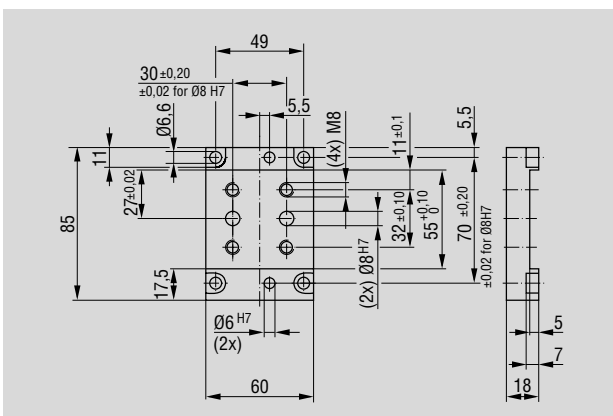 49
30 ±0,20
±0,02 for Ø8 H7
5,5
Ø6,6
11
(4x) M8
11±0,1
5,5
27±0,02
85
17,5
32±0,10
55 +0,10 0
70 ±0,20
±0,02 for Ø8H7
(2x) Ø8H7
Ø6 H7
(2x)
60
5
7
18